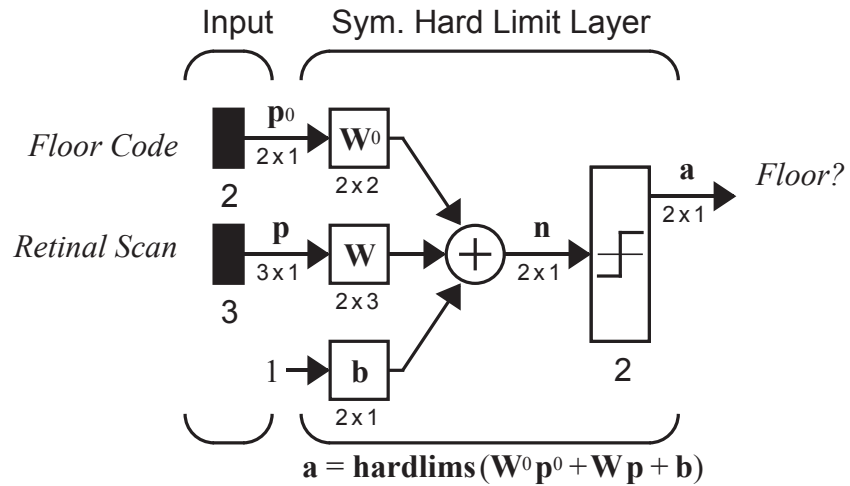 Input Sym. Hard Limit Layer
Floor Code
p⁰
2 x 1
W⁰
2 x 2
2
Retinal Scan
p
3 x 1
W
2 x 3
3
1
b
2 x 1
+
n
2 x 1
2
a
2 x 1
Floor?
a = hardlims (W⁰p⁰ + Wp + b)